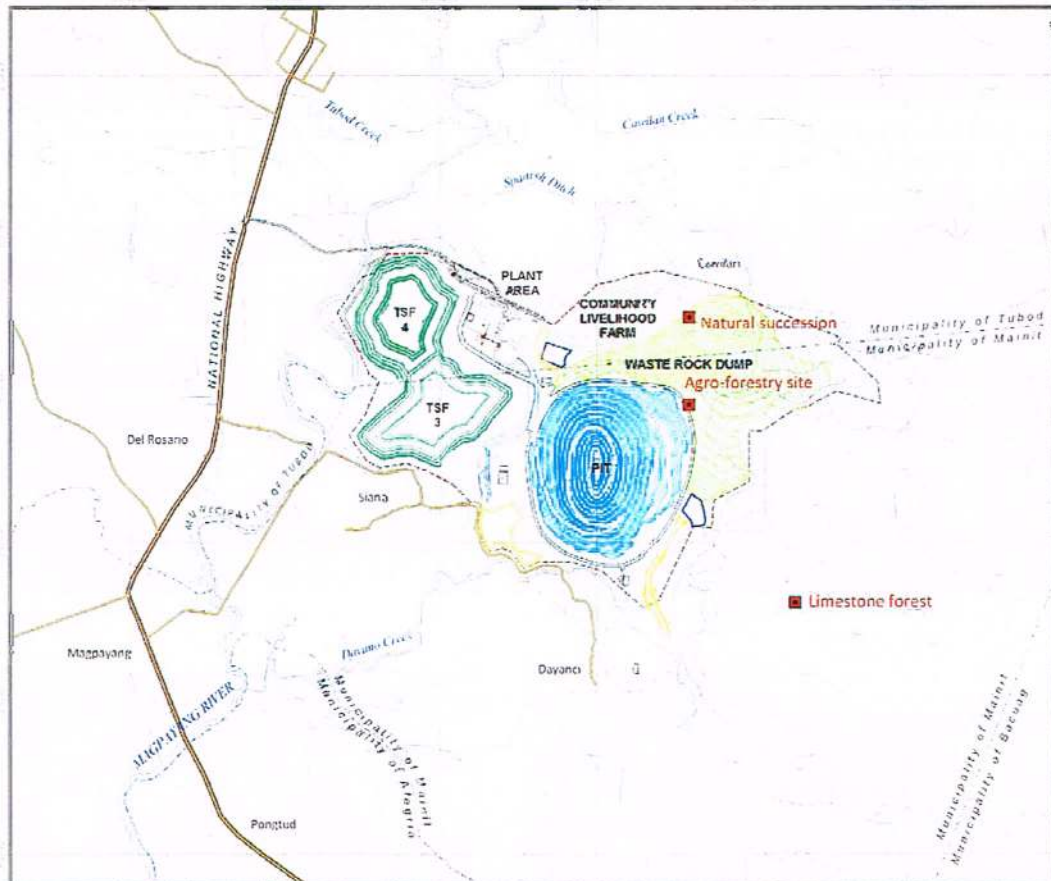 Tubod Creek
Cawilan Creek
Spanish Ditch
NATIONAL HIGHWAY
PLANT
AREA
TSF
4
COMMUNITY
LIVELIHOOD
FARM
Natural succession
Municipality of Tubod
Municipality of Mainit
WASTE ROCK DUMP
Agro-forestry site
TSF
3
Del Rosario
MUNICIPALITY OF TUBOD
PIT
Siana
Limestone forest
Magpayang
Dayano Creek
Dayano
MAGPAYANG RIVER
Municipality of Mainit
Municipality of Alegria
Municipality of Mainit
Municipality of Bacuag
Pongtud